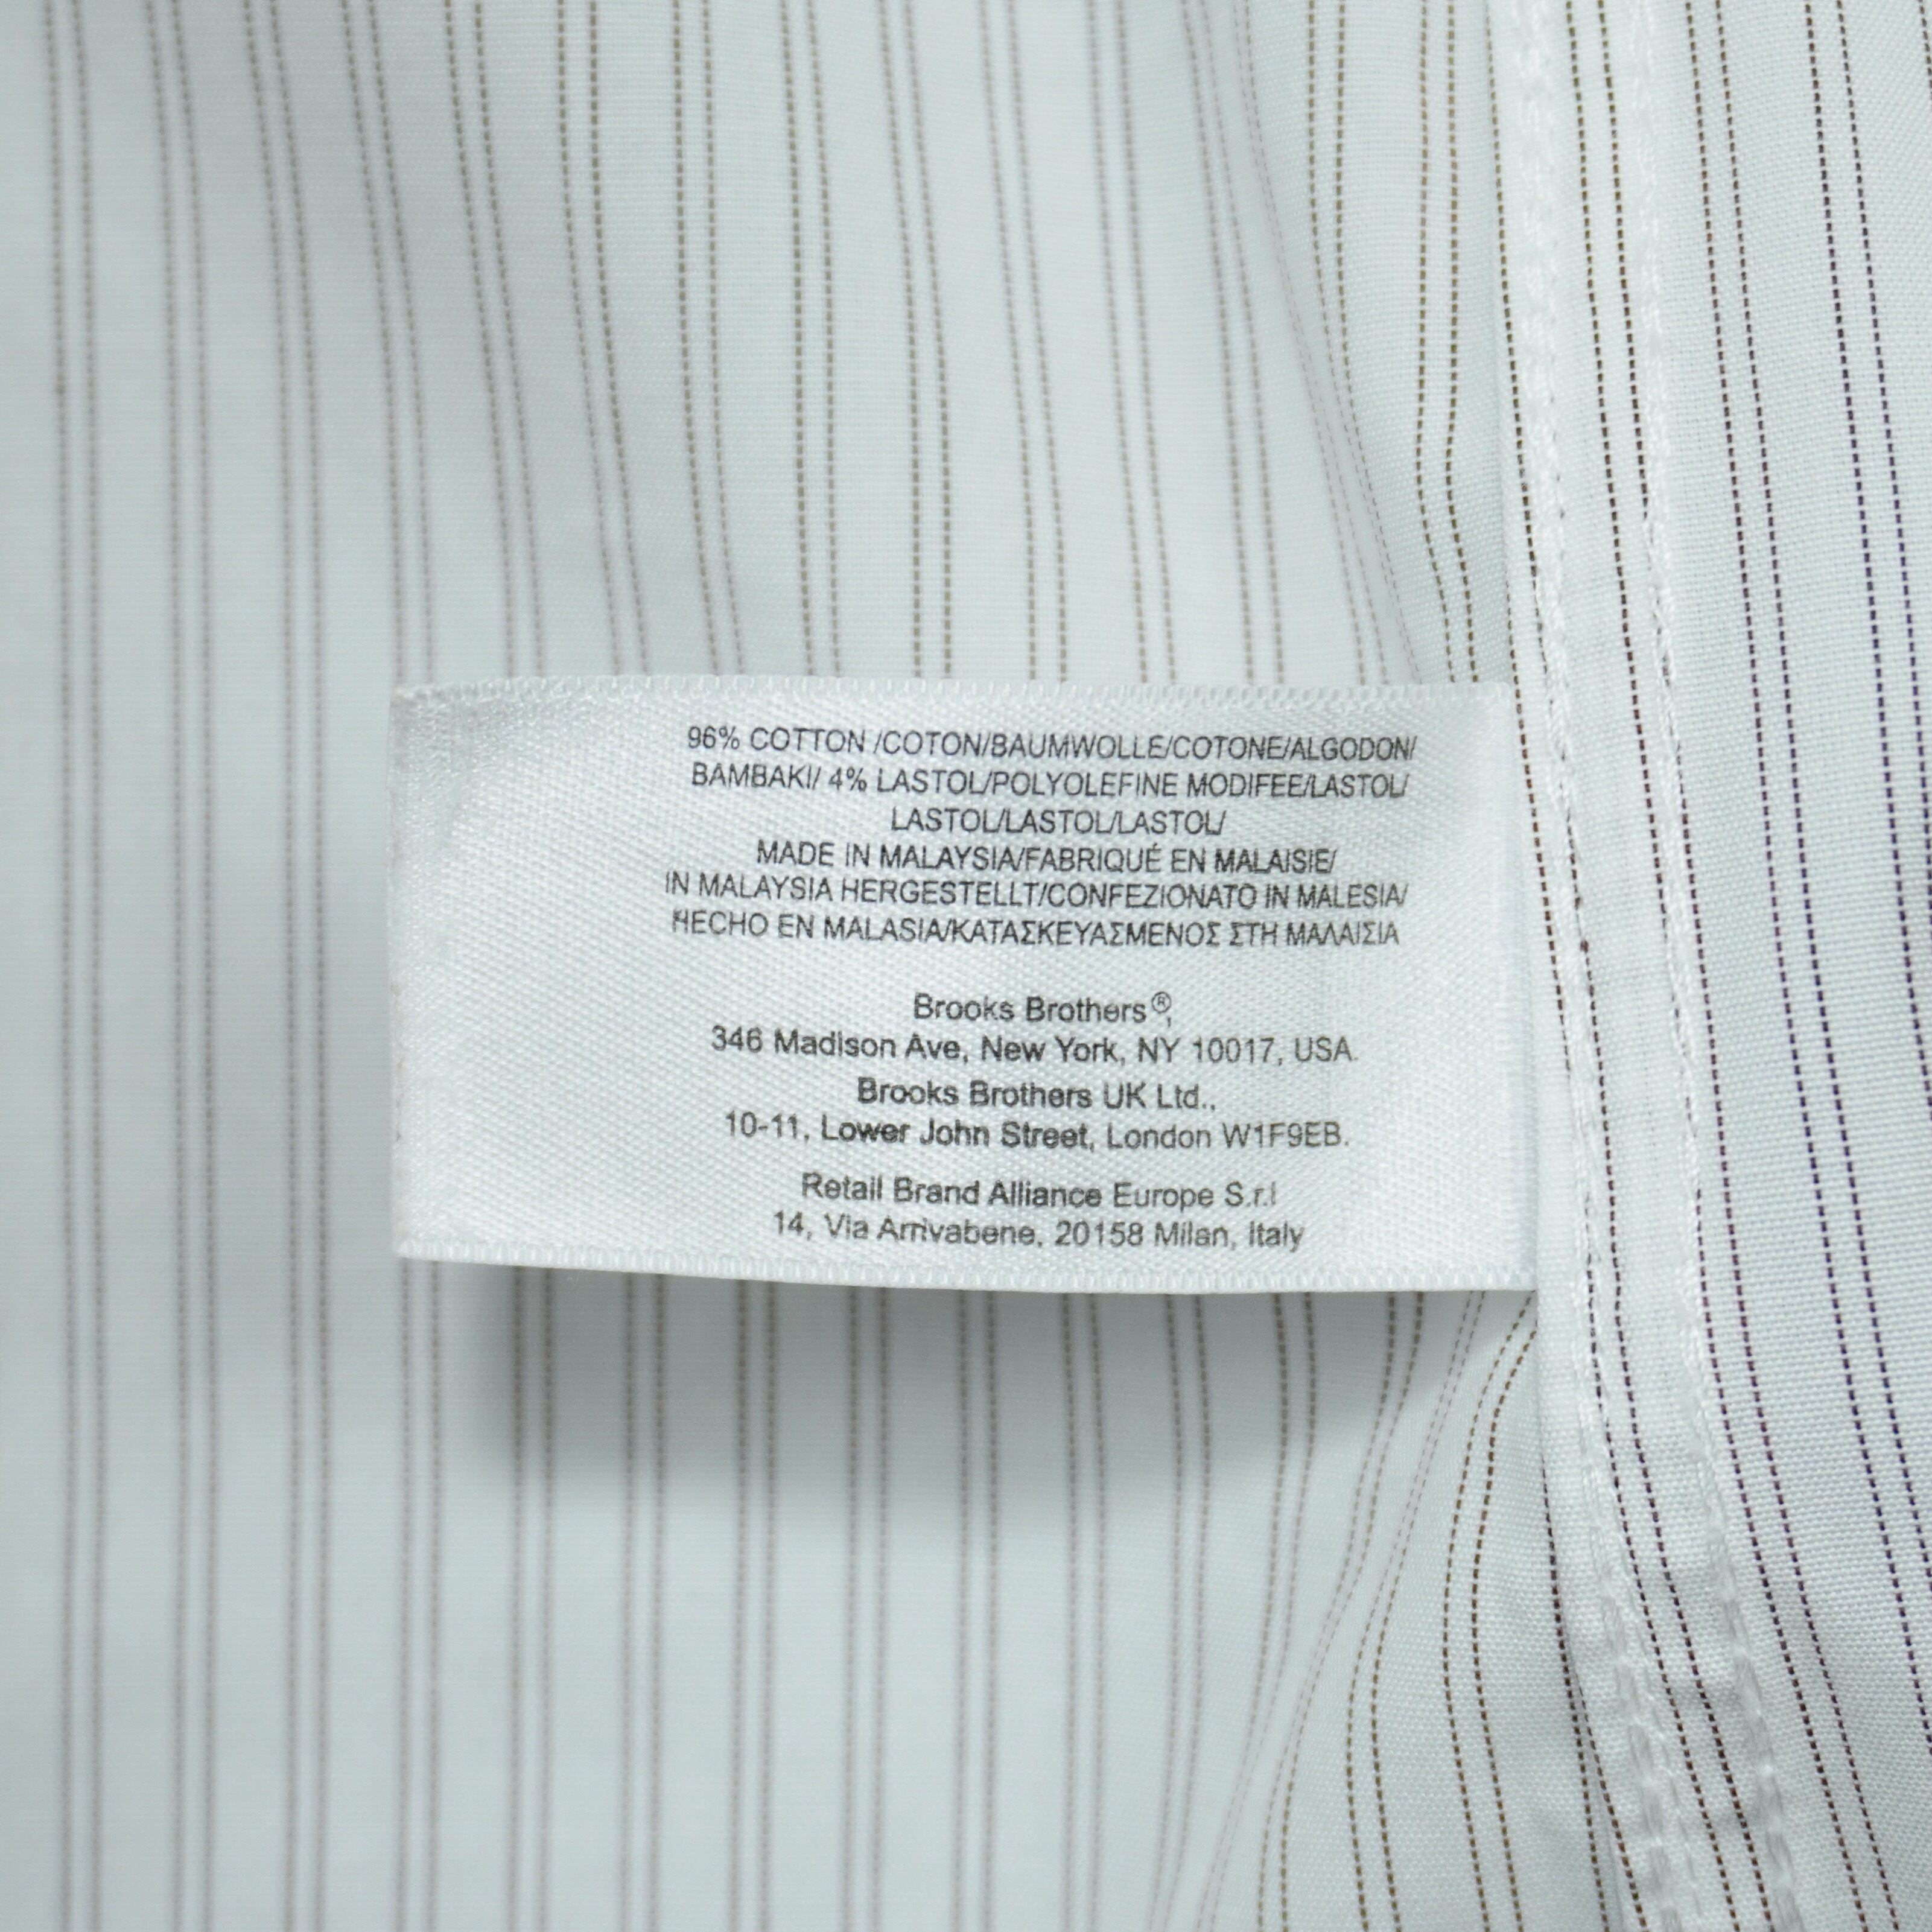 96% COTTON /COTON/BAUMWOLLE/COTONE/ALGODON/
BAMBAKI/ 4% LASTOL/POLYOLEFINE MODIFEE/LASTOL/
LASTOL/LASTOL/LASTOL/
MADE IN MALAYSIA/FABRIQUÉ EN MALAISIE/
IN MALAYSIA HERGESTELLT/CONFEZIONATO IN MALESIA/
HECHO EN MALASIA/ΚΑΤΑΣΚΕΥΑΣΜΕΝΟΣ ΣΤΗ ΜΑΛΑΙΣΙΑ
Brooks Brothers®,
346 Madison Ave, New York, NY 10017, USA.
Brooks Brothers UK Ltd.,
10-11, Lower John Street, London W1F9EB.
Retail Brand Alliance Europe S.r.l
14, Via Arrivabene, 20158 Milan, Italy